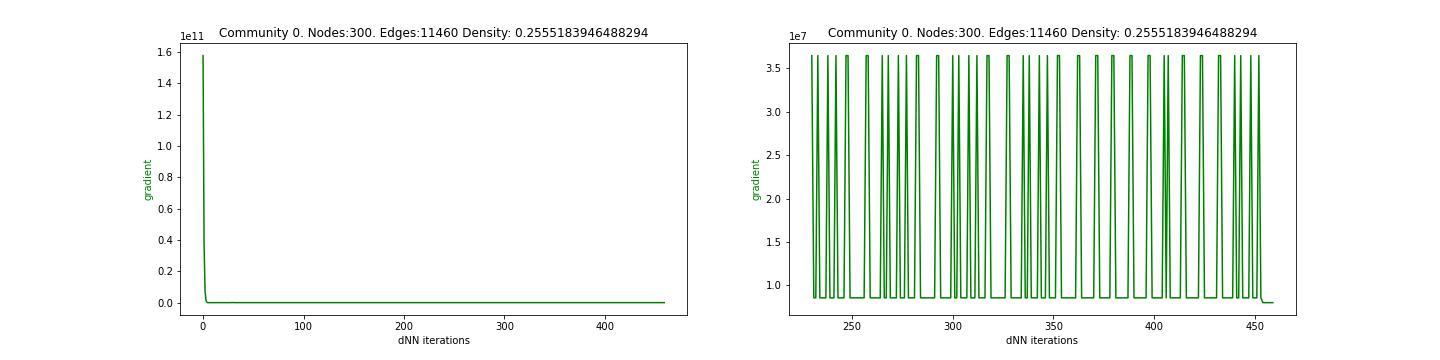 Community 0. Nodes:300. Edges:11460 Density: 0.2555183946488294
1e11
1.6
1.4
1.2
1.0
0.8
0.6
0.4
0.2
0.0
gradient
0 100 200 300 400
dNN iterations
Community 0. Nodes:300. Edges:11460 Density: 0.2555183946488294
1e7
3.5
3.0
2.5
2.0
1.5
1.0
gradient
250 300 350 400 450
dNN iterations